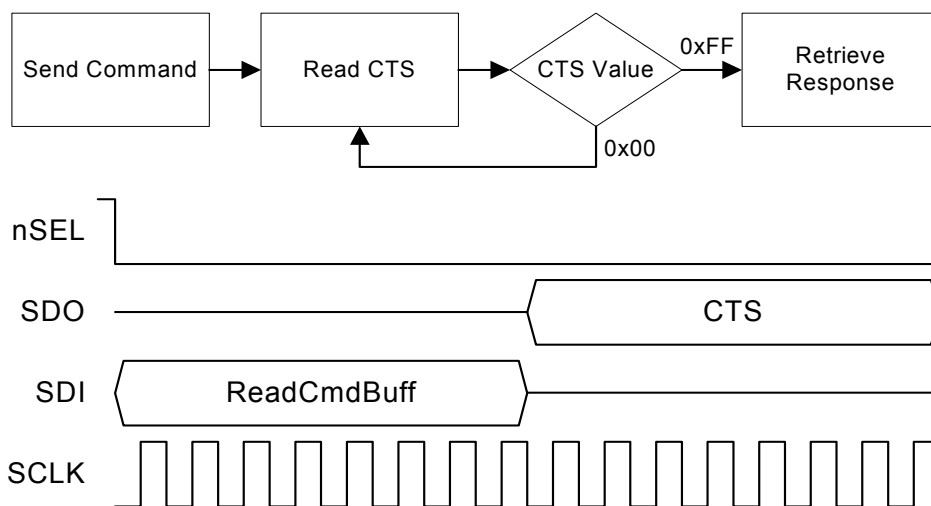 Send Command
Read CTS
CTS Value
0xFF
Retrieve
Response
0x00
nSEL
SDO
CTS
SDI
ReadCmdBuff
SCLK